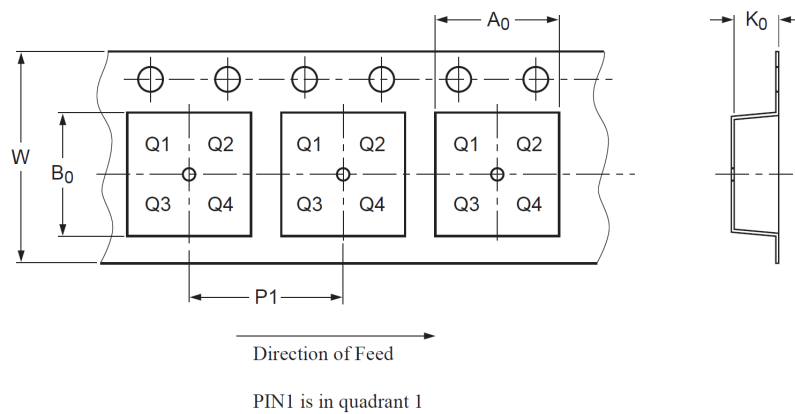 A0
K0
Q1 Q2 Q1 Q2 Q1 Q2
W
B0
Q3 Q4 Q3 Q4 Q3 Q4
P1
Direction of Feed
PIN1 is in quadrant 1